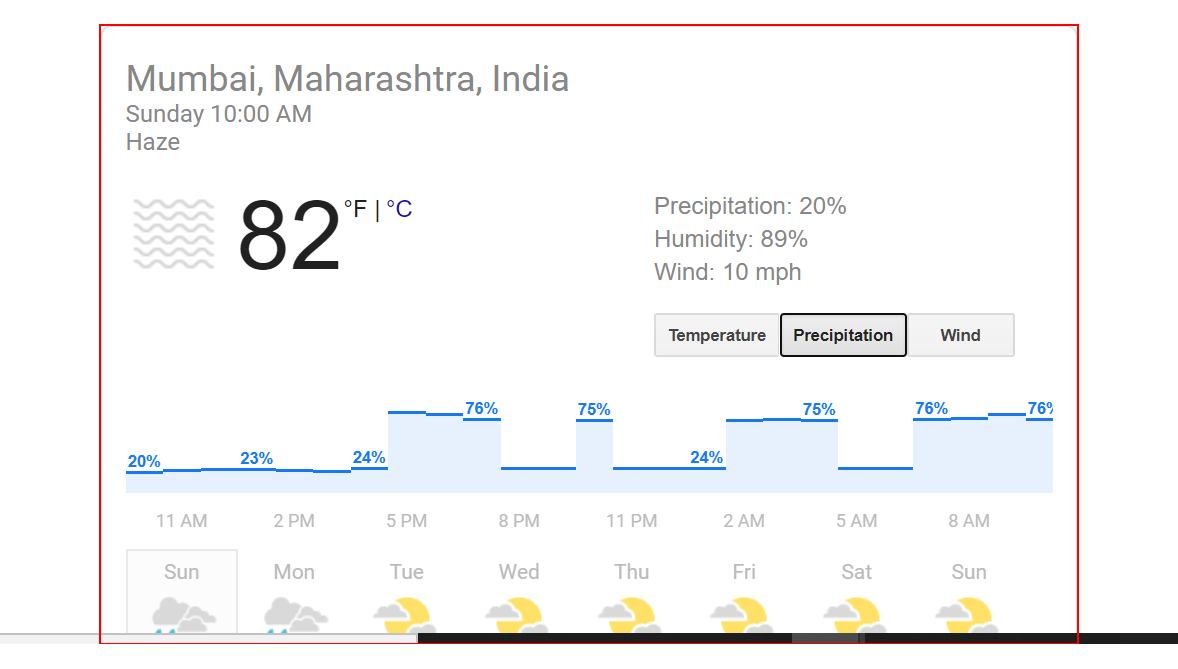 Mumbai, Maharashtra, India
Sunday 10:00 AM
Haze
82 °F | °C
Precipitation: 20%
Humidity: 89%
Wind: 10 mph
Temperature Precipitation Wind
20% 23% 24% 76% 75% 24% 75% 76% 76%
11 AM 2 PM 5 PM 8 PM 11 PM 2 AM 5 AM 8 AM
Sun Mon Tue Wed Thu Fri Sat Sun